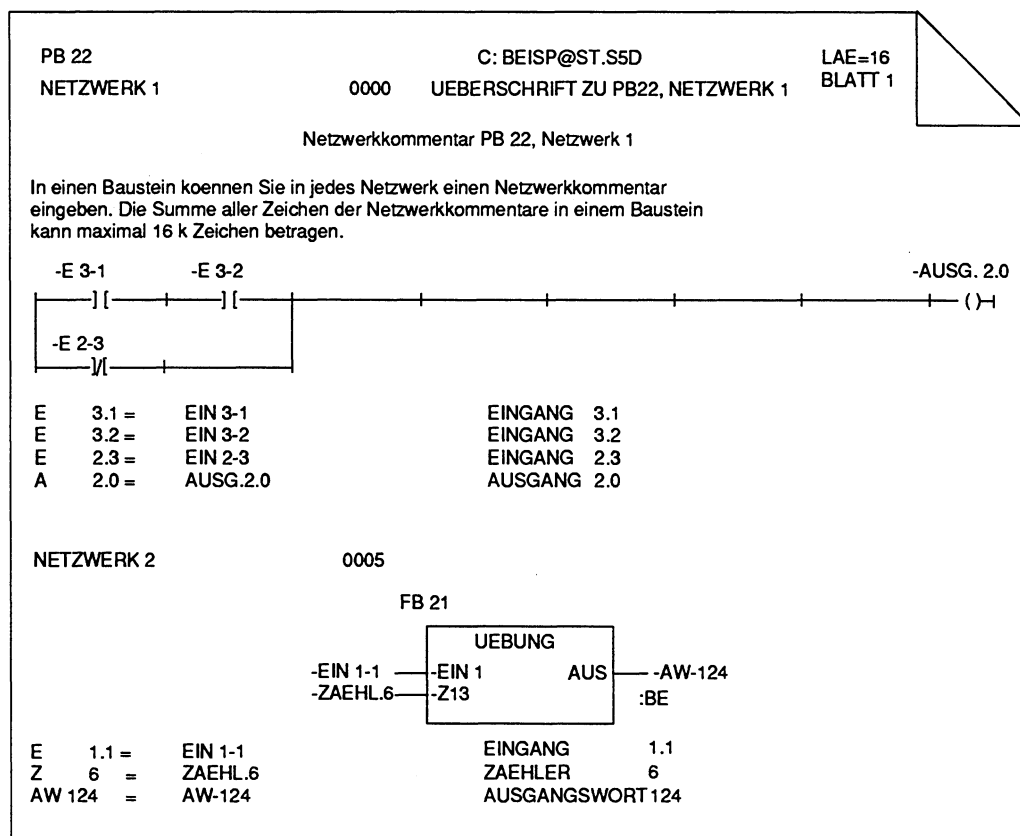 PB 22 C: BEISP@ST.S5D LAE=16
NETZWERK 1 0000 UEBERSCHRIFT ZU PB22, NETZWERK 1 BLATT 1
Netzwerkkommentar PB 22, Netzwerk 1
In einen Baustein koennen Sie in jedes Netzwerk einen Netzwerkkommentar
eingeben. Die Summe aller Zeichen der Netzwerkkommentare in einem Baustein
kann maximal 16 k Zeichen betragen.
-E 3-1 -E 3-2 -AUSG. 2.0
] [ ] [ ( )
-E 2-3
]/[
E 3.1 = EIN 3-1 EINGANG 3.1
E 3.2 = EIN 3-2 EINGANG 3.2
E 2.3 = EIN 2-3 EINGANG 2.3
A 2.0 = AUSG.2.0 AUSGANG 2.0
NETZWERK 2 0005
FB 21
UEBUNG
-EIN 1-1 -EIN 1 AUS -AW-124
-ZAEHL.6 -Z13 :BE
E 1.1 = EIN 1-1 EINGANG 1.1
Z 6 = ZAEHL.6 ZAEHLER 6
AW 124 = AW-124 AUSGANGSWORT 124